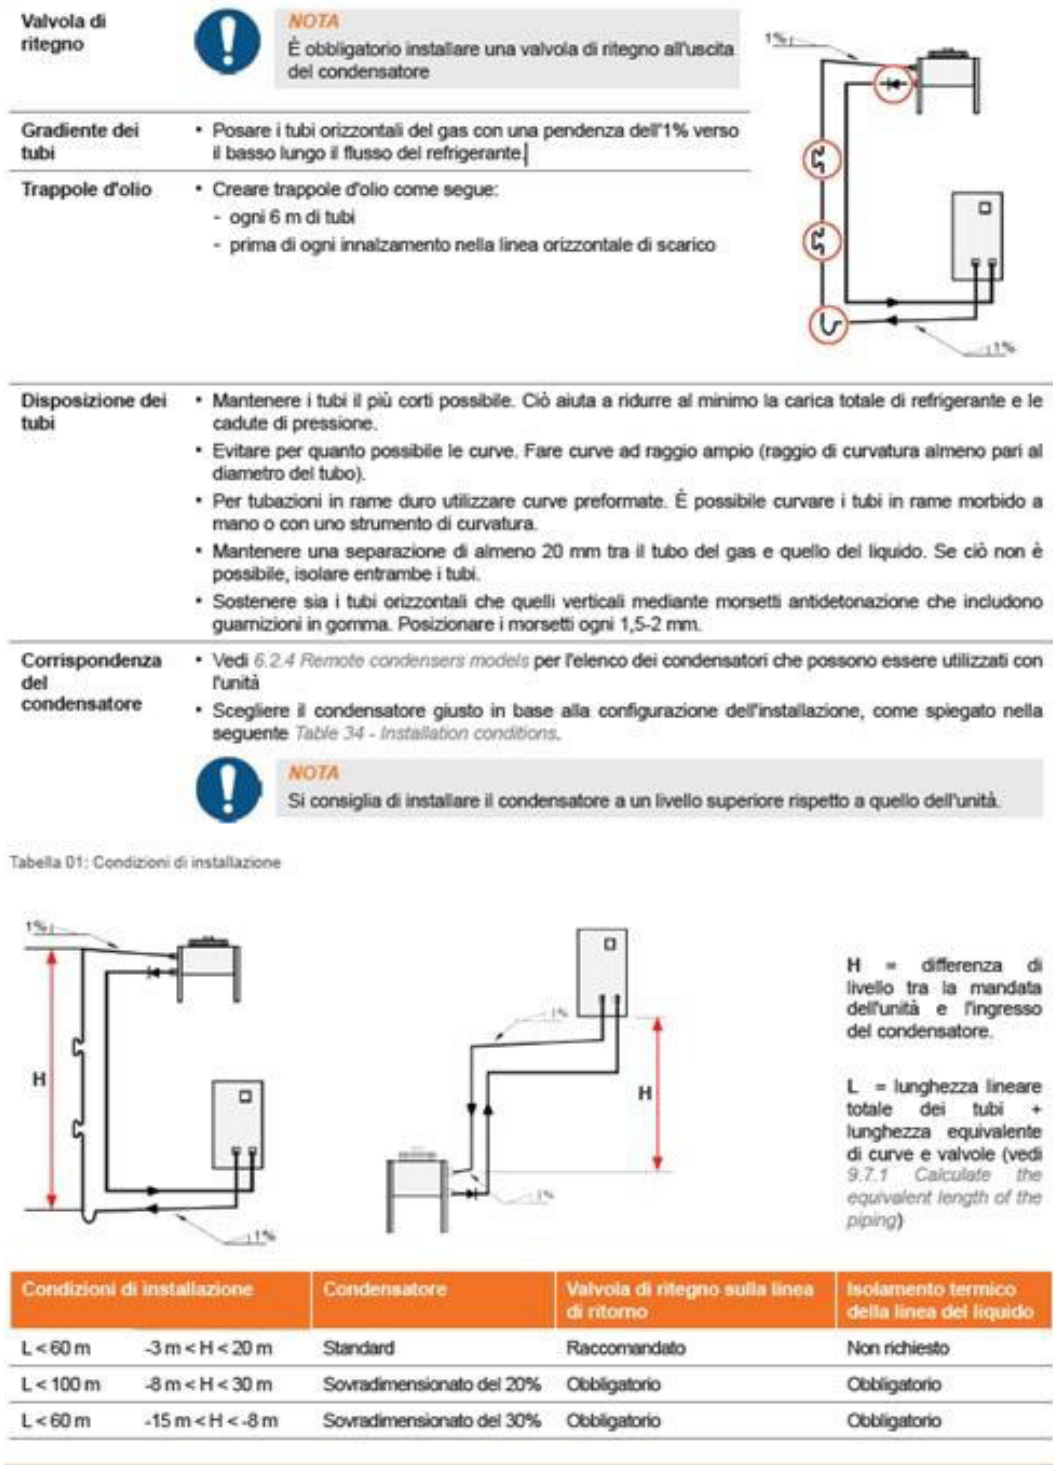 Valvola di
ritegno
NOTA
È obbligatorio installare una valvola di ritegno all'uscita
del condensatore
1%
Gradiente dei
tubi
• Posare i tubi orizzontali del gas con una pendenza dell'1% verso
il basso lungo il flusso del refrigerante
Trappole d'olio
• Creare trappole d'olio come segue:
- ogni 6 m di tubi
- prima di ogni innalzamento nella linea orizzontale di scarico
1%
Disposizione dei
tubi
• Mantenere i tubi il più corti possibile. Ciò aiuta a ridurre al minimo la carica totale di refrigerante e le
cadute di pressione.
• Evitare per quanto possibile le curve. Fare curve ad raggio ampio (raggio di curvatura almeno pari al
diametro del tubo).
• Per tubazioni in rame duro utilizzare curve preformate. È possibile curvare i tubi in rame morbido a
mano o con uno strumento di curvatura.
• Mantenere una separazione di almeno 20 mm tra il tubo del gas e quello del liquido. Se ciò non è
possibile, isolare entrambe i tubi.
• Sostenere sia i tubi orizzontali che quelli verticali mediante morsetti antidetonazione che includono
guarnizioni in gomma. Posizionare i morsetti ogni 1,5-2 mm.
Corrispondenza
del
condensatore
• Vedi 6.2.4 Remote condensers models per l'elenco dei condensatori che possono essere utilizzati con
l'unità
• Scegliere il condensatore giusto in base alla configurazione dell'installazione, come spiegato nella
seguente Table 34 - Installation conditions.
NOTA
Si consiglia di installare il condensatore a un livello superiore rispetto a quello dell'unità.
Tabella 01: Condizioni di installazione
1%
H
1%
1%
H
1%
H = differenza di
livello tra la mandata
dell'unità e l'ingresso
del condensatore.
L = lunghezza lineare
totale dei tubi +
lunghezza equivalente
di curve e valvole (vedi
9.7.1 Calculate the
equivalent length of the
piping)
Condizioni di installazione Condensatore Valvola di ritegno sulla linea di ritorno Isolamento termico della linea del liquido
L < 60 m -3 m < H < 20 m Standard Raccomandato Non richiesto
L < 100 m -8 m < H < 30 m Sovradimensionato del 20% Obbligatorio Obbligatorio
L < 60 m -15 m < H < -8 m Sovradimensionato del 30% Obbligatorio Obbligatorio